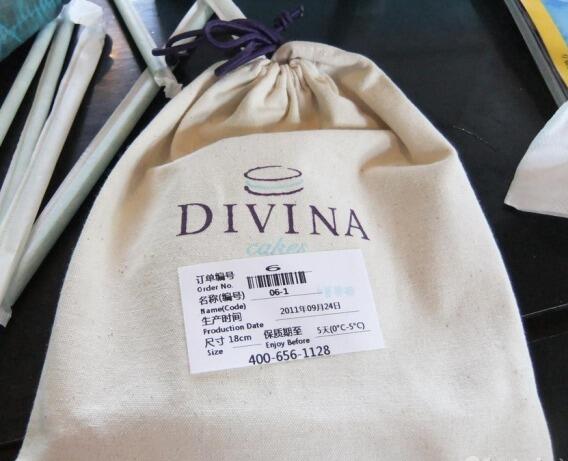 DIVINA
cakes
订单编号 6
Order No.
名称(编号) 06-1
Name(Code)
生产时间 2011年09月24日
Production Date
尺寸 18cm 保质期至 5天(0°C-5°C)
Size Enjoy Before
400-656-1128